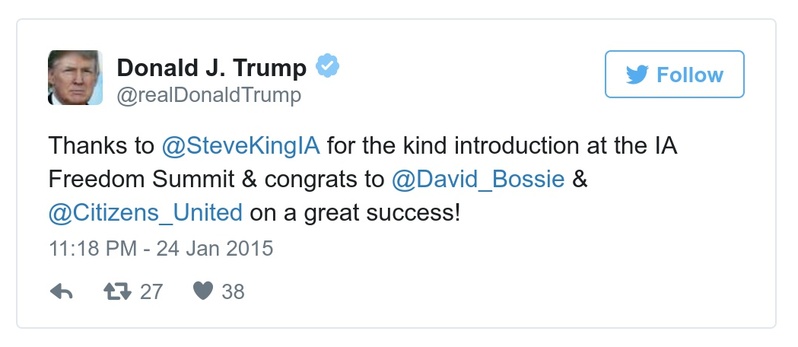 Donald J. Trump
@realDonaldTrump
Follow
Thanks to @SteveKingIA for the kind introduction at the IA
Freedom Summit & congrats to @David_Bossie &
@Citizens_United on a great success!
11:18 PM - 24 Jan 2015
27 38